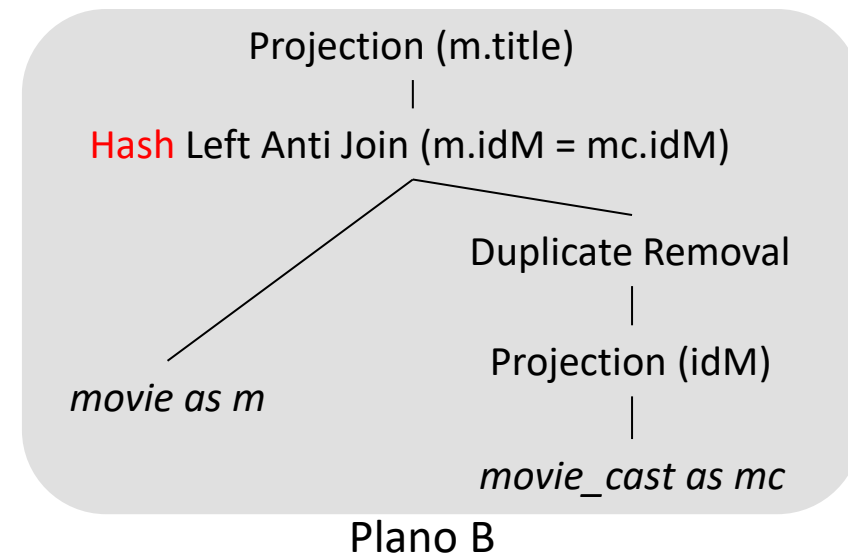 Projection (m.title)
Hash Left Anti Join (m.idM = mc.idM)
Duplicate Removal
Projection (idM)
movie as m
movie_cast as mc
Plano B